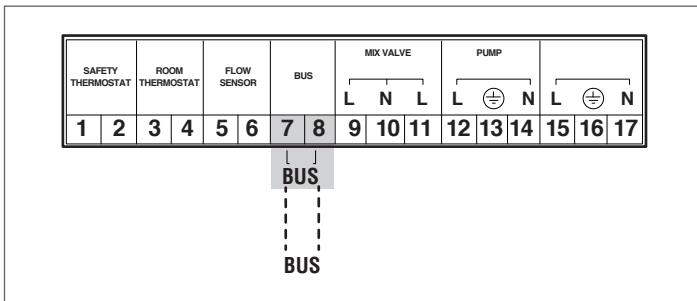 SAFETY THERMOSTAT
ROOM THERMOSTAT
FLOW SENSOR
BUS
MIX VALVE
PUMP
L N L L N L N
1 2 3 4 5 6 7 8 9 10 11 12 13 14 15 16 17
BUS
BUS